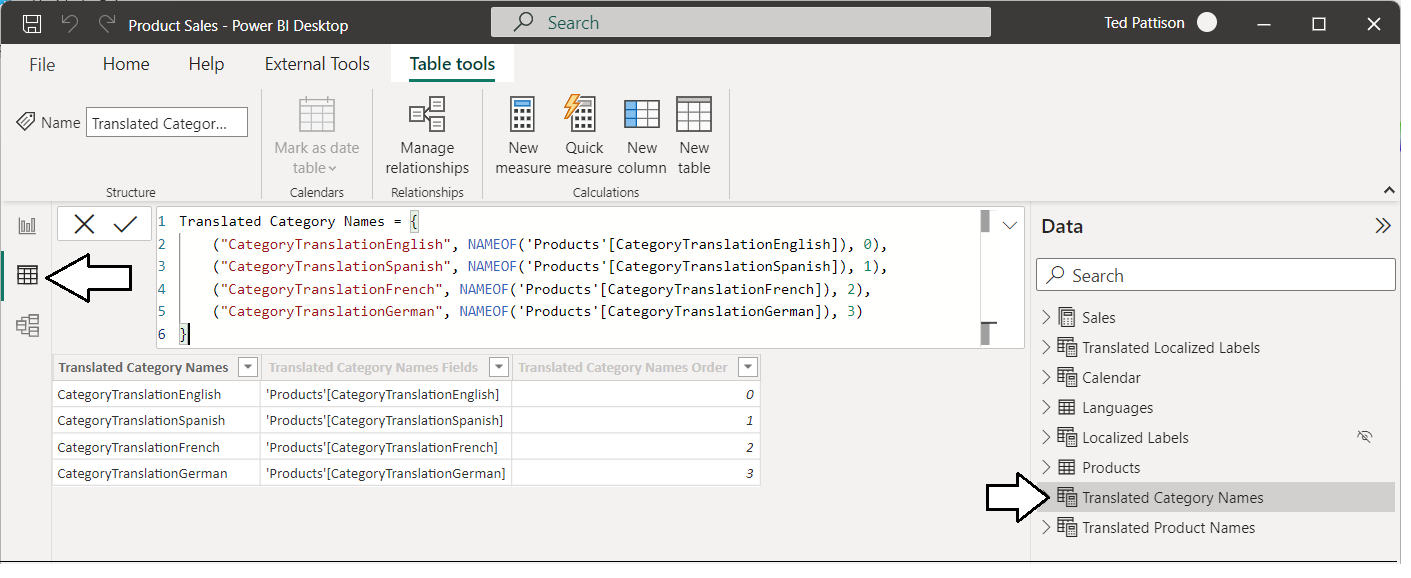 Product Sales - Power BI Desktop
Search
Ted Pattison
File Home Help External Tools Table tools
Name Translated Categor...
Mark as date table
Manage relationships
New measure
Quick measure
New column
New table
Structure Calendars Relationships Calculations
1 Translated Category Names = {
2 ("CategoryTranslationEnglish", NAMEOF('Products'[CategoryTranslationEnglish]), 0),
3 ("CategoryTranslationSpanish", NAMEOF('Products'[CategoryTranslationSpanish]), 1),
4 ("CategoryTranslationFrench", NAMEOF('Products'[CategoryTranslationFrench]), 2),
5 ("CategoryTranslationGerman", NAMEOF('Products'[CategoryTranslationGerman]), 3)
6 }
Translated Category Names Translated Category Names Fields Translated Category Names Order
CategoryTranslationEnglish 'Products'[CategoryTranslationEnglish] 0
CategoryTranslationSpanish 'Products'[CategoryTranslationSpanish] 1
CategoryTranslationFrench 'Products'[CategoryTranslationFrench] 2
CategoryTranslationGerman 'Products'[CategoryTranslationGerman] 3
Data
Search
Sales
Translated Localized Labels
Calendar
Languages
Localized Labels
Products
Translated Category Names
Translated Product Names